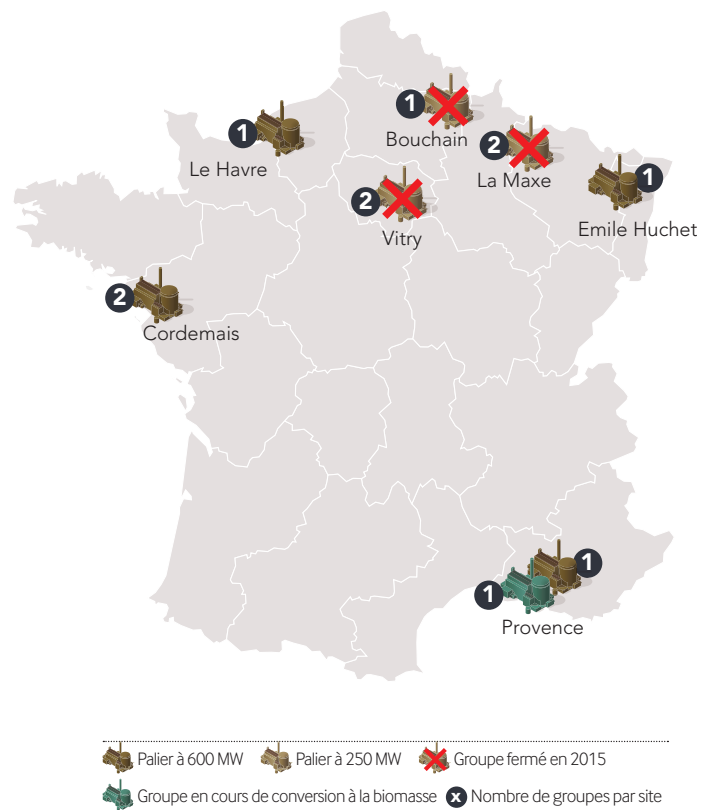 1
Bouchain
1
Le Havre
2
La Maxe
1
Emile Huchet
2
Vitry
2
Cordemais
1
1
Provence
Palier à 600 MW Palier à 250 MW Groupe fermé en 2015
Groupe en cours de conversion à la biomasse x Nombre de groupes par site